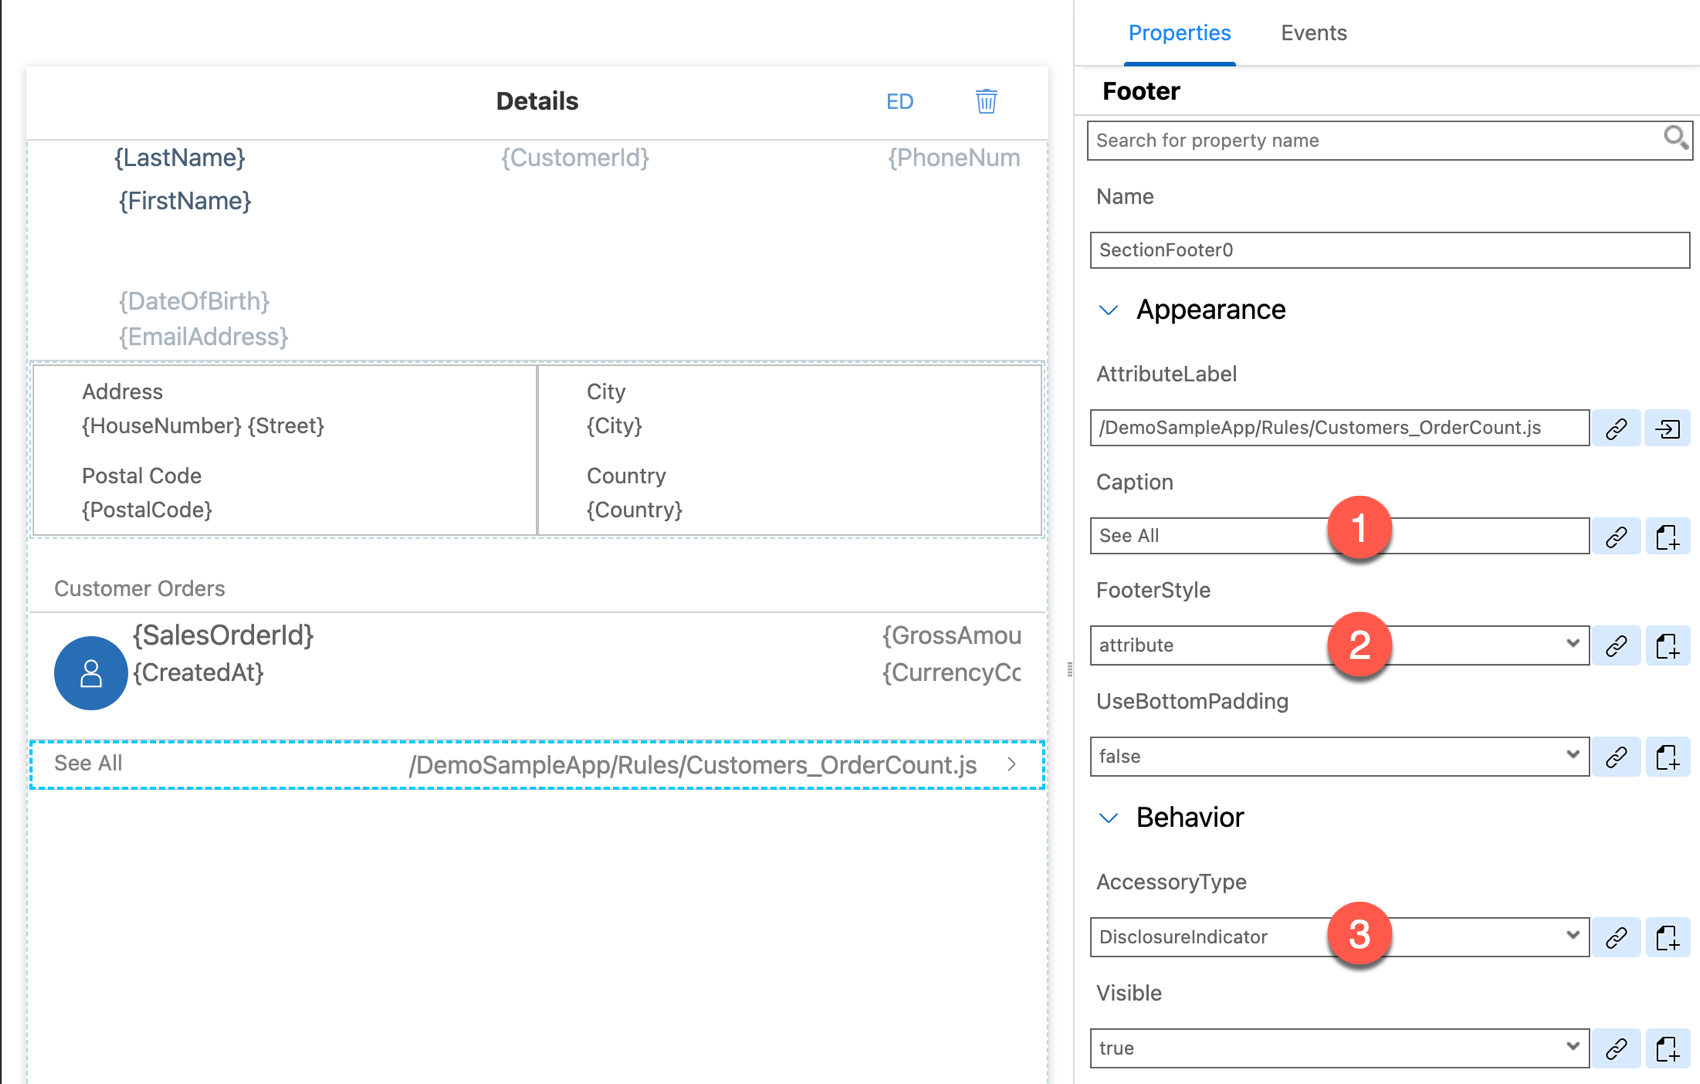 Details
ED
{LastName}
{CustomerId}
{PhoneNum
{FirstName}
{DateOfBirth}
{EmailAddress}
Address
{HouseNumber} {Street}
City
{City}
Postal Code
{PostalCode}
Country
{Country}
Customer Orders
{SalesOrderId}
{GrossAmou
{CreatedAt}
{CurrencyCo
See All
/DemoSampleApp/Rules/Customers_OrderCount.js
Properties
Events
Footer
Search for property name
Name
SectionFooter0
Appearance
AttributeLabel
/DemoSampleApp/Rules/Customers_OrderCount.js
Caption
See All
1
FooterStyle
attribute
2
UseBottomPadding
false
Behavior
AccessoryType
DisclosureIndicator
3
Visible
true